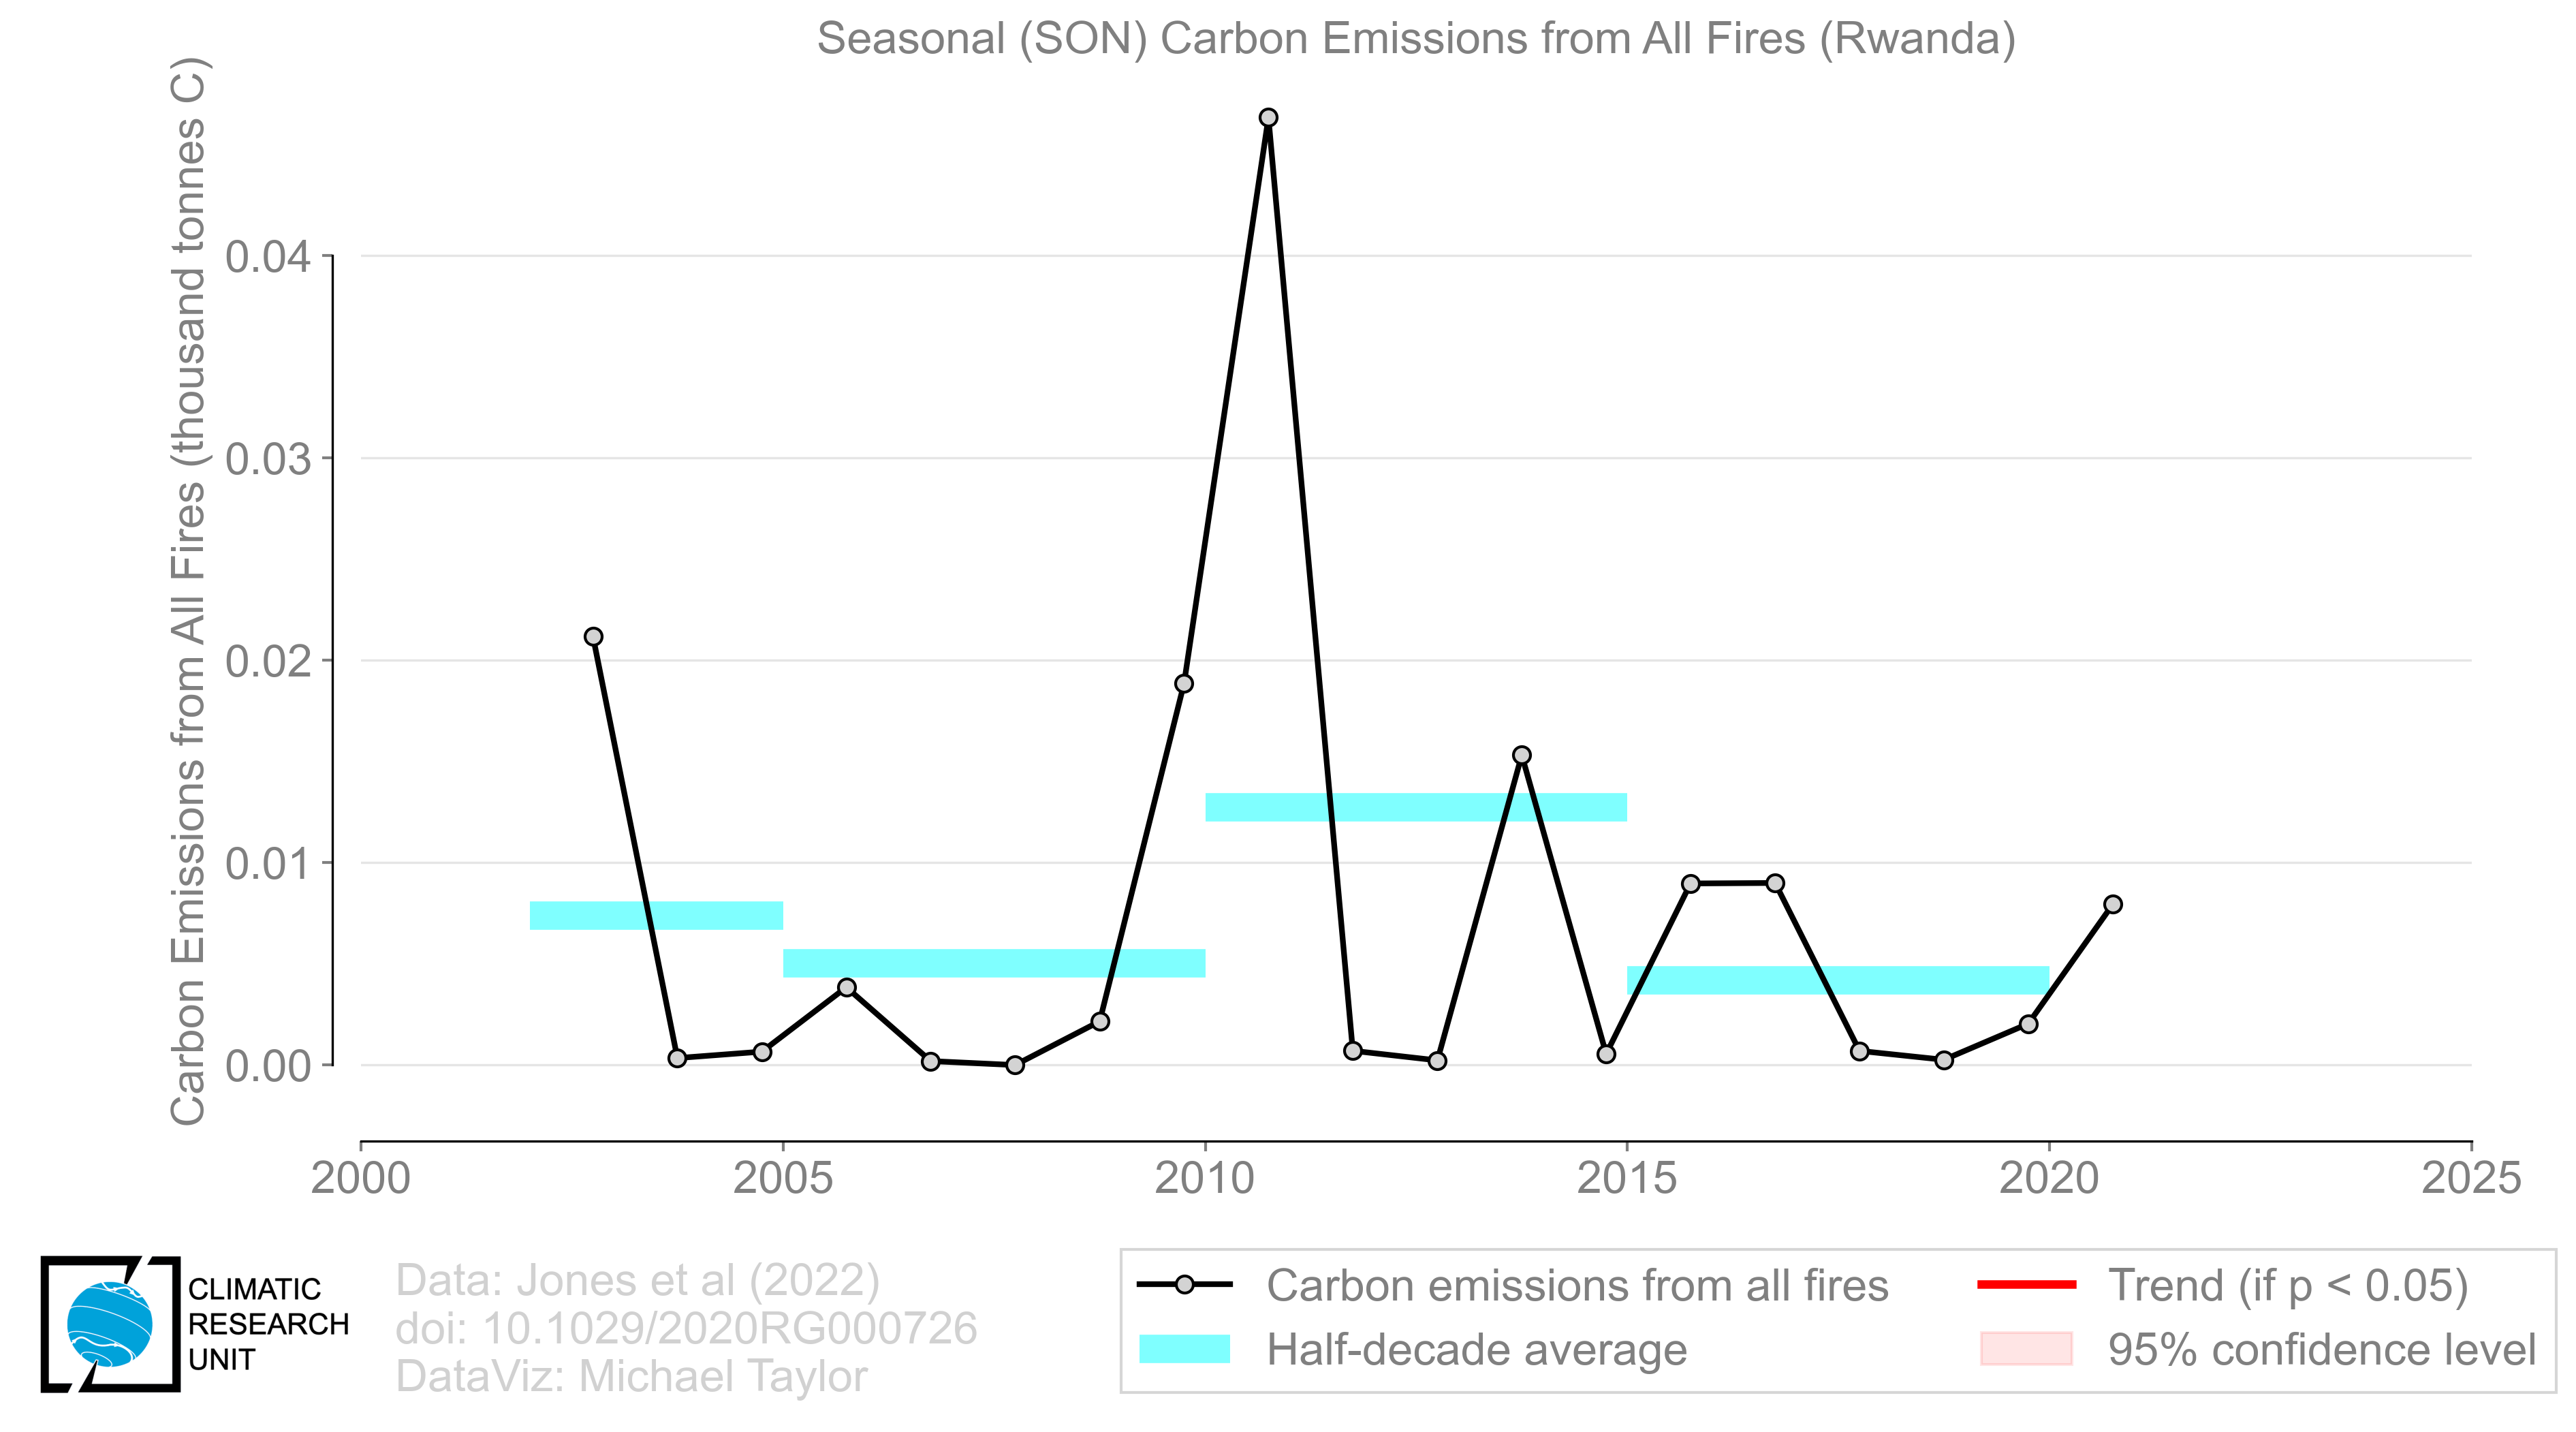 Seasonal (SON) Carbon Emissions from All Fires (Rwanda)
Carbon Emissions from All Fires (thousand tonnes C)
0.04
0.03
0.02
0.01
0.00
2000
2005
2010
2015
2020
2025
CLIMATIC
RESEARCH
UNIT
Data: Jones et al (2022)
doi: 10.1029/2020RG000726
DataViz: Michael Taylor
Carbon emissions from all fires
Half-decade average
Trend (if p < 0.05)
95% confidence level